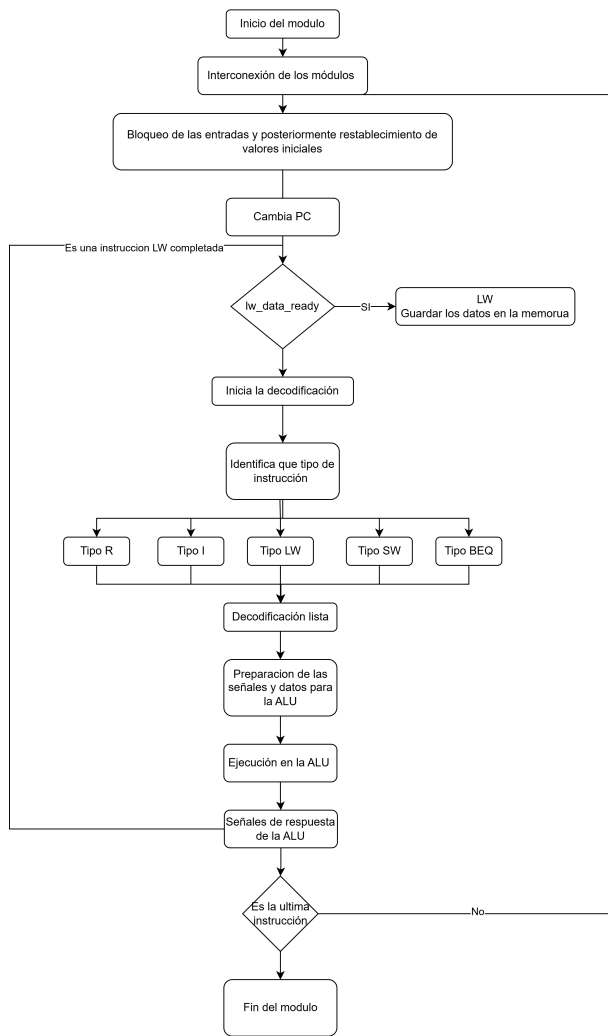 Inicio del modulo
Interconexión de los módulos
Bloqueo de las entradas y posteriormente restablecimiento de
valores iniciales
Cambia PC
Es una instruccion LW completada
lw_data_ready
SI
LW
Guardar los datos en la memorua
Inicia la decodificación
Identifica que tipo de
instrucción
Tipo R
Tipo I
Tipo LW
Tipo SW
Tipo BEQ
Decodificación lista
Preparacion de las
señales y datos para
la ALU
Ejecución en la ALU
Señales de respuesta
de la ALU
Es la ultima
instrucción
No
Fin del modulo